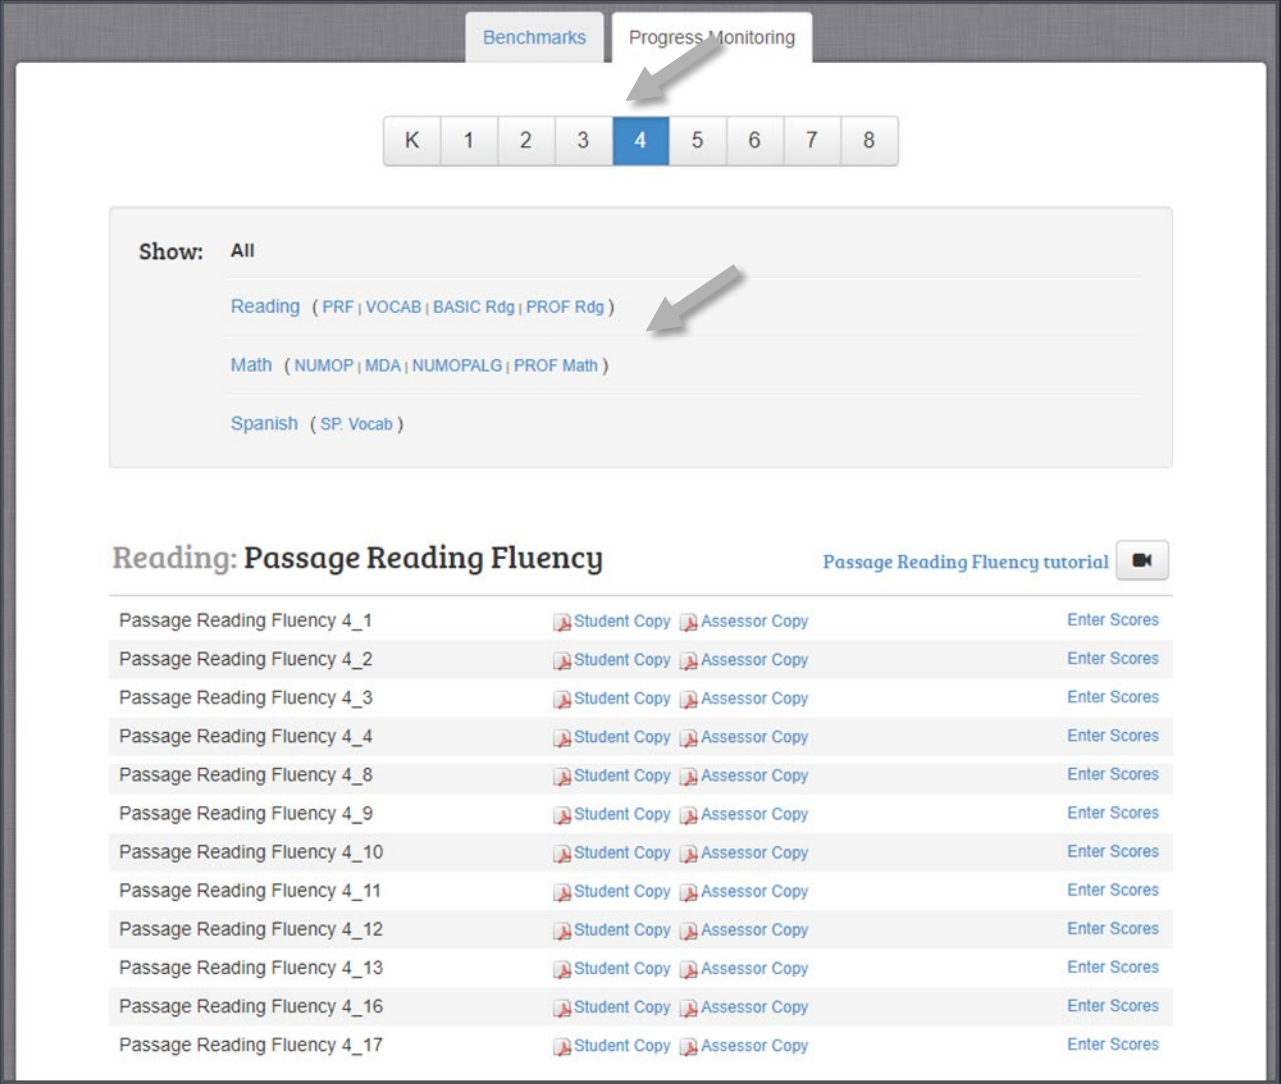 Benchmarks Progress Monitoring
K 1 2 3 4 5 6 7 8
Show: All
Reading ( PRF | VOCAB | BASIC Rdg | PROF Rdg )
Math ( NUMOP | MDA | NUMOPALG | PROF Math )
Spanish ( SP. Vocab )
Reading: Passage Reading Fluency Passage Reading Fluency tutorial
Passage Reading Fluency 4_1 Student Copy Assessor Copy Enter Scores
Passage Reading Fluency 4_2 Student Copy Assessor Copy Enter Scores
Passage Reading Fluency 4_3 Student Copy Assessor Copy Enter Scores
Passage Reading Fluency 4_4 Student Copy Assessor Copy Enter Scores
Passage Reading Fluency 4_8 Student Copy Assessor Copy Enter Scores
Passage Reading Fluency 4_9 Student Copy Assessor Copy Enter Scores
Passage Reading Fluency 4_10 Student Copy Assessor Copy Enter Scores
Passage Reading Fluency 4_11 Student Copy Assessor Copy Enter Scores
Passage Reading Fluency 4_12 Student Copy Assessor Copy Enter Scores
Passage Reading Fluency 4_13 Student Copy Assessor Copy Enter Scores
Passage Reading Fluency 4_16 Student Copy Assessor Copy Enter Scores
Passage Reading Fluency 4_17 Student Copy Assessor Copy Enter Scores